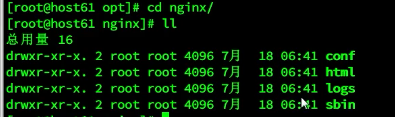 [root@host61 opt]# cd nginx/
[root@host61 nginx]# ll
总用量 16
drwxr-xr-x. 2 root root 4096 7月  18 06:41 conf
drwxr-xr-x. 2 root root 4096 7月  18 06:41 html
drwxr-xr-x. 2 root root 4096 7月  18 06:41 logs
drwxr-xr-x. 2 root root 4096 7月  18 06:41 sbin